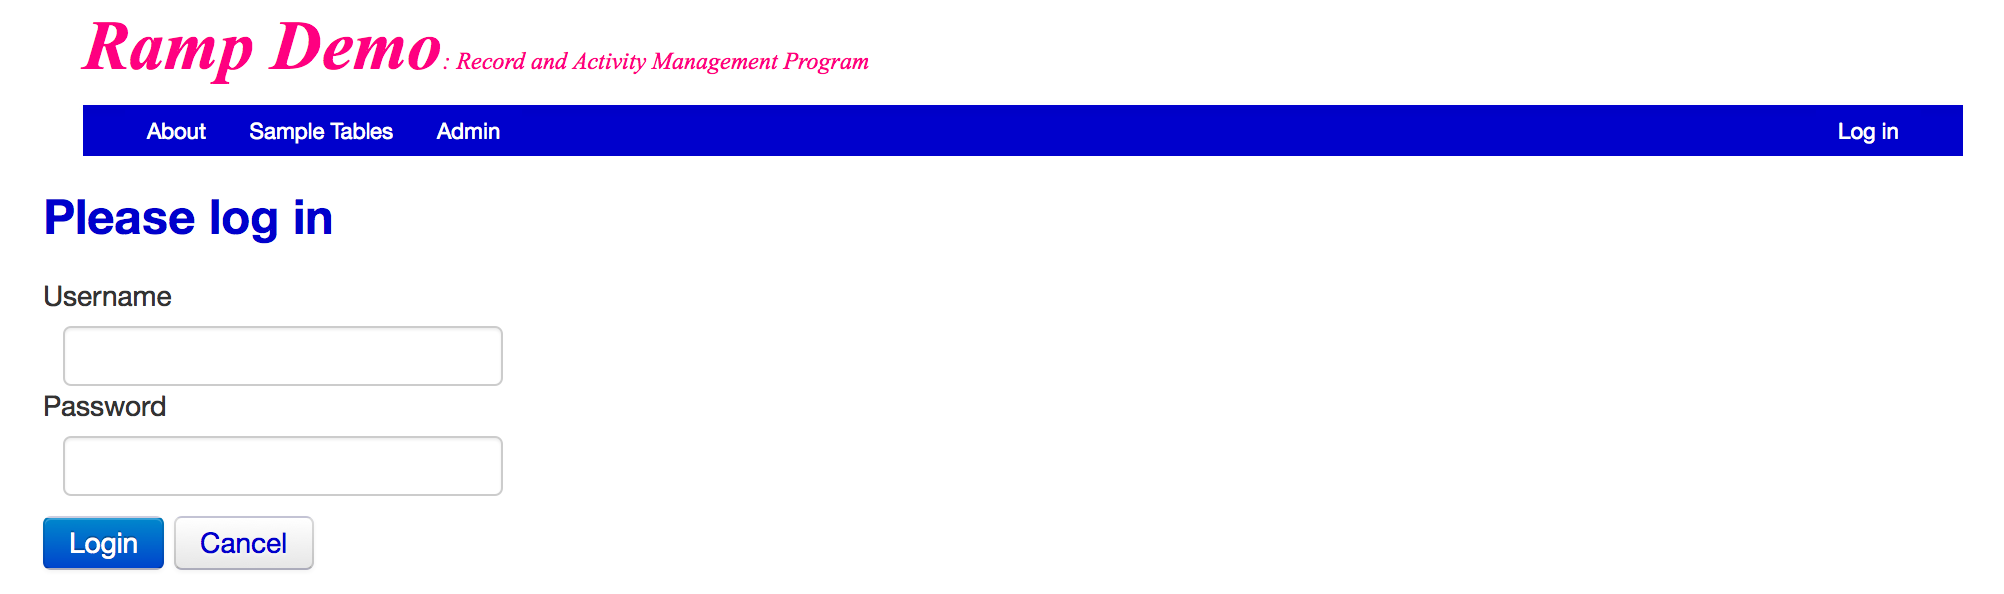 Ramp Demo: Record and Activity Management Program
About Sample Tables Admin Log in
Please log in
Username
Password
Login Cancel